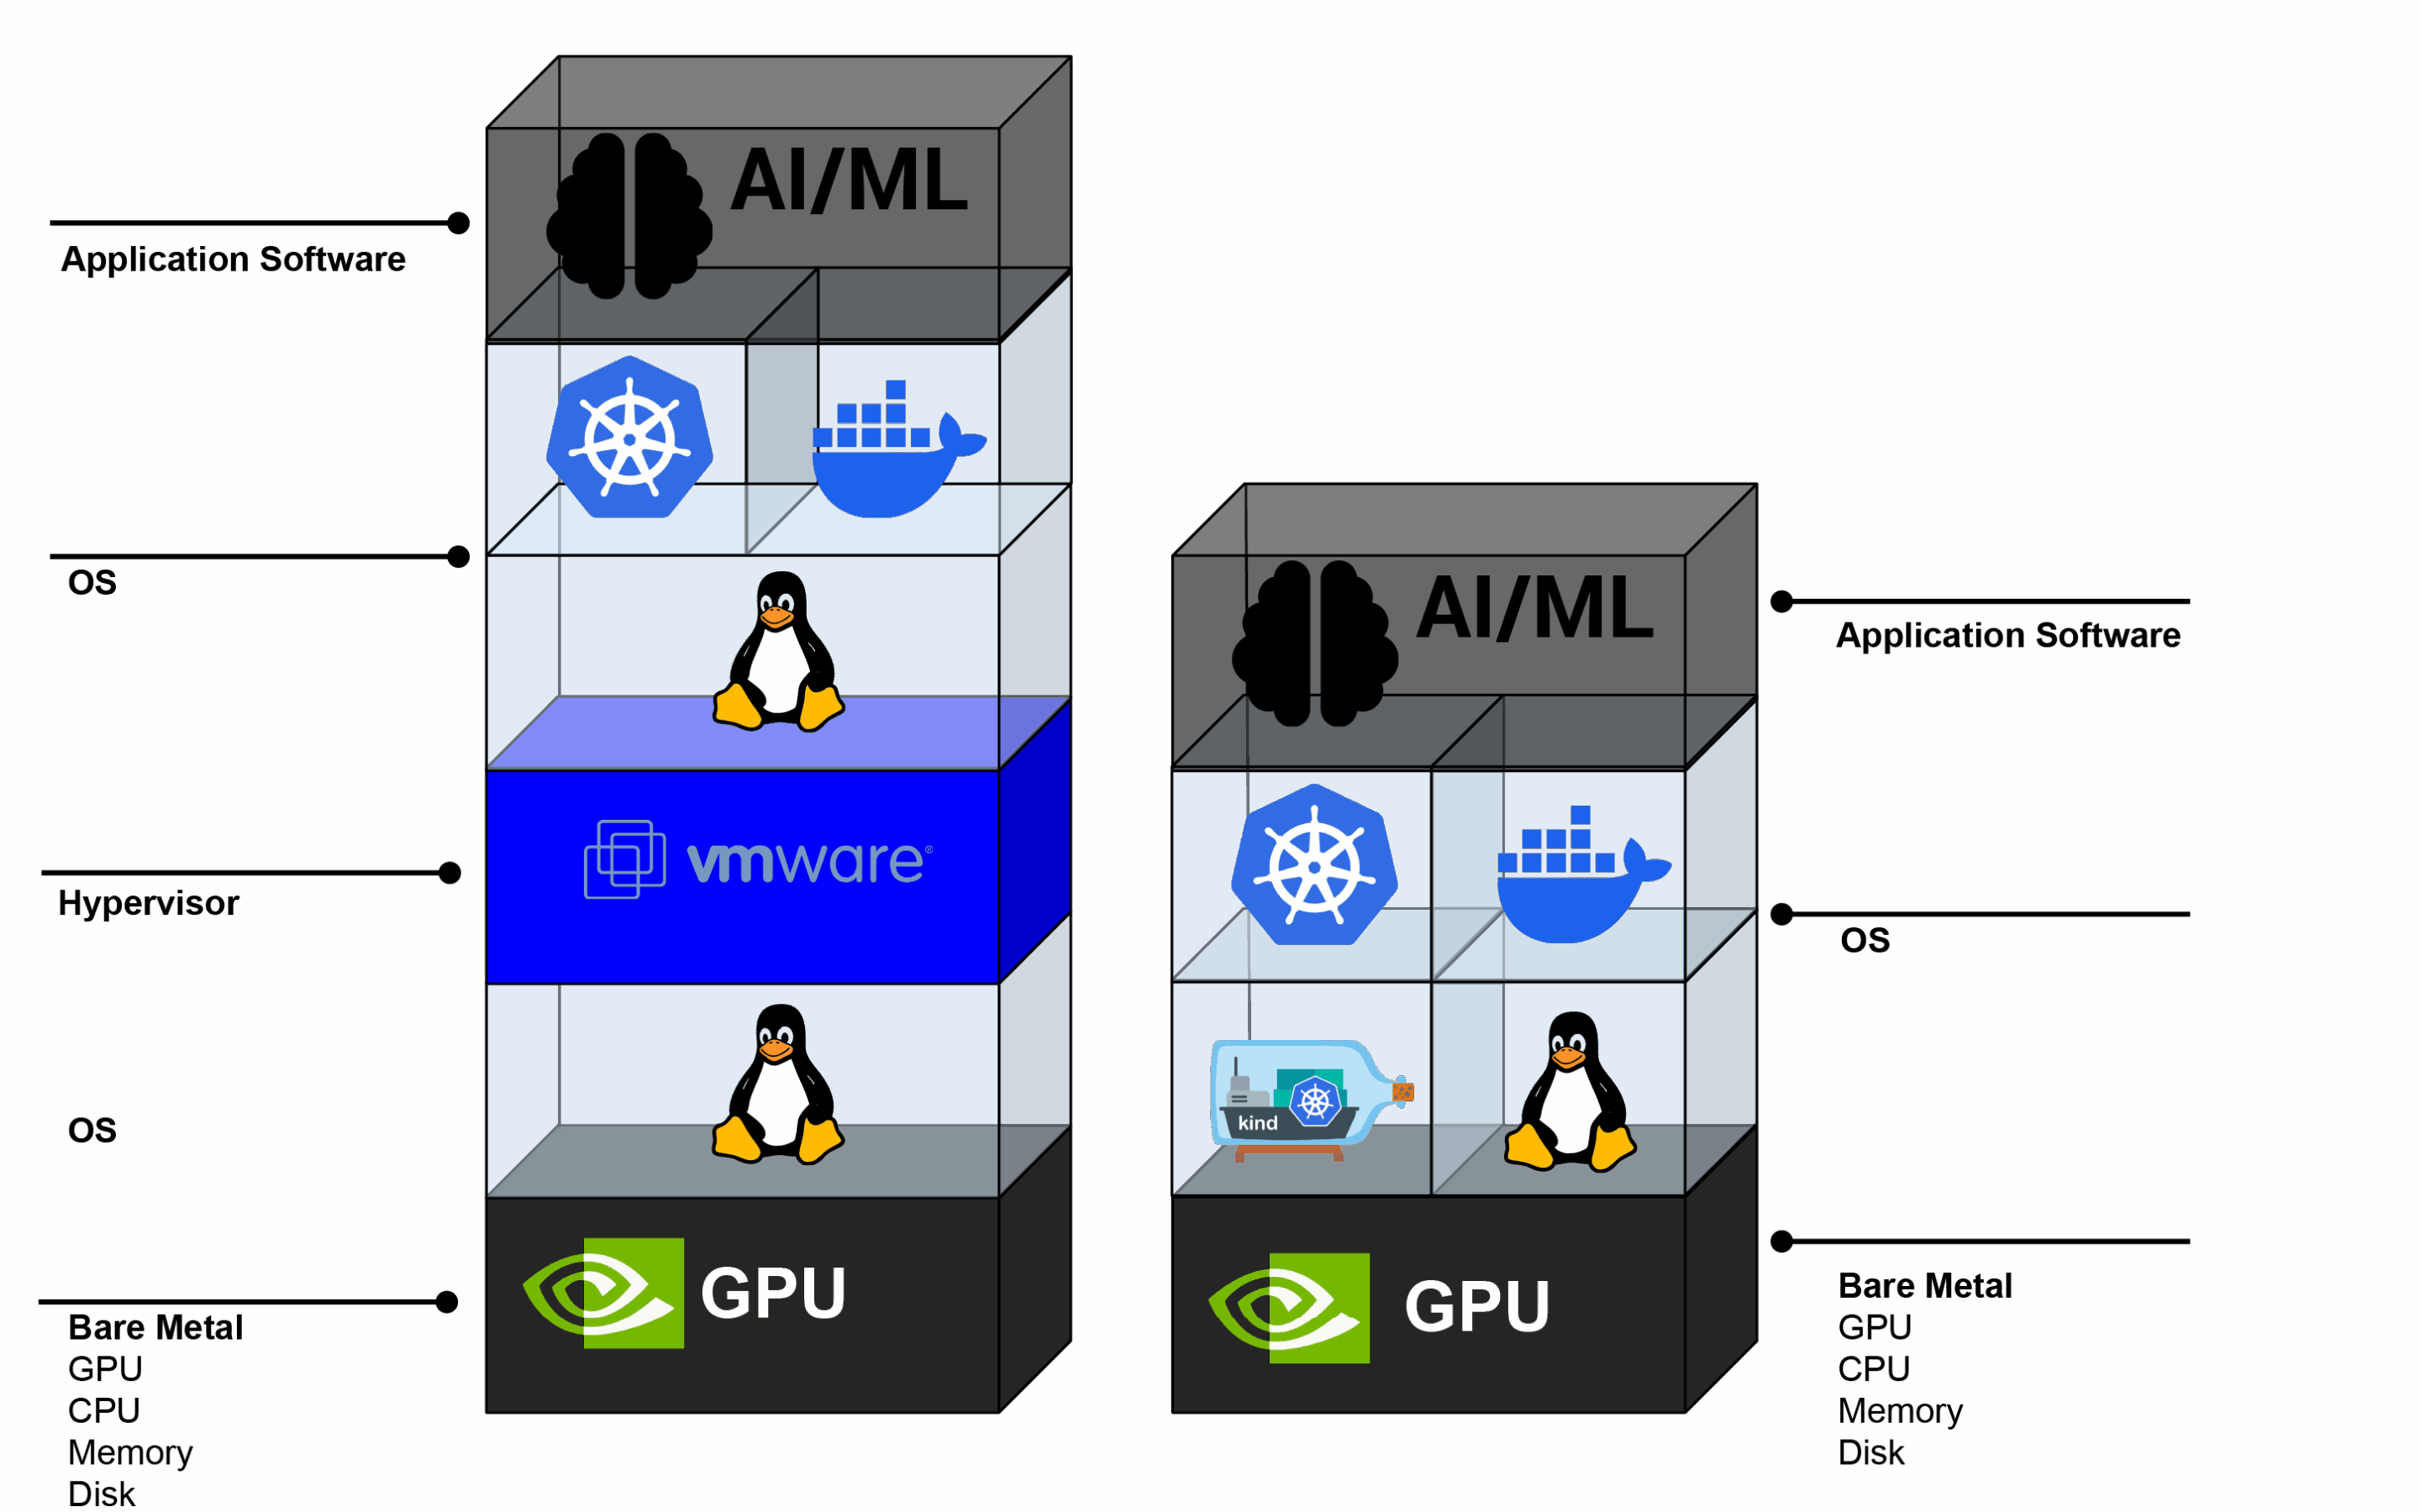 AI/ML
Application Software
OS
vmware®
Hypervisor
OS
GPU
Bare Metal
GPU
CPU
Memory
Disk
AI/ML
Application Software
OS
kind
GPU
Bare Metal
GPU
CPU
Memory
Disk